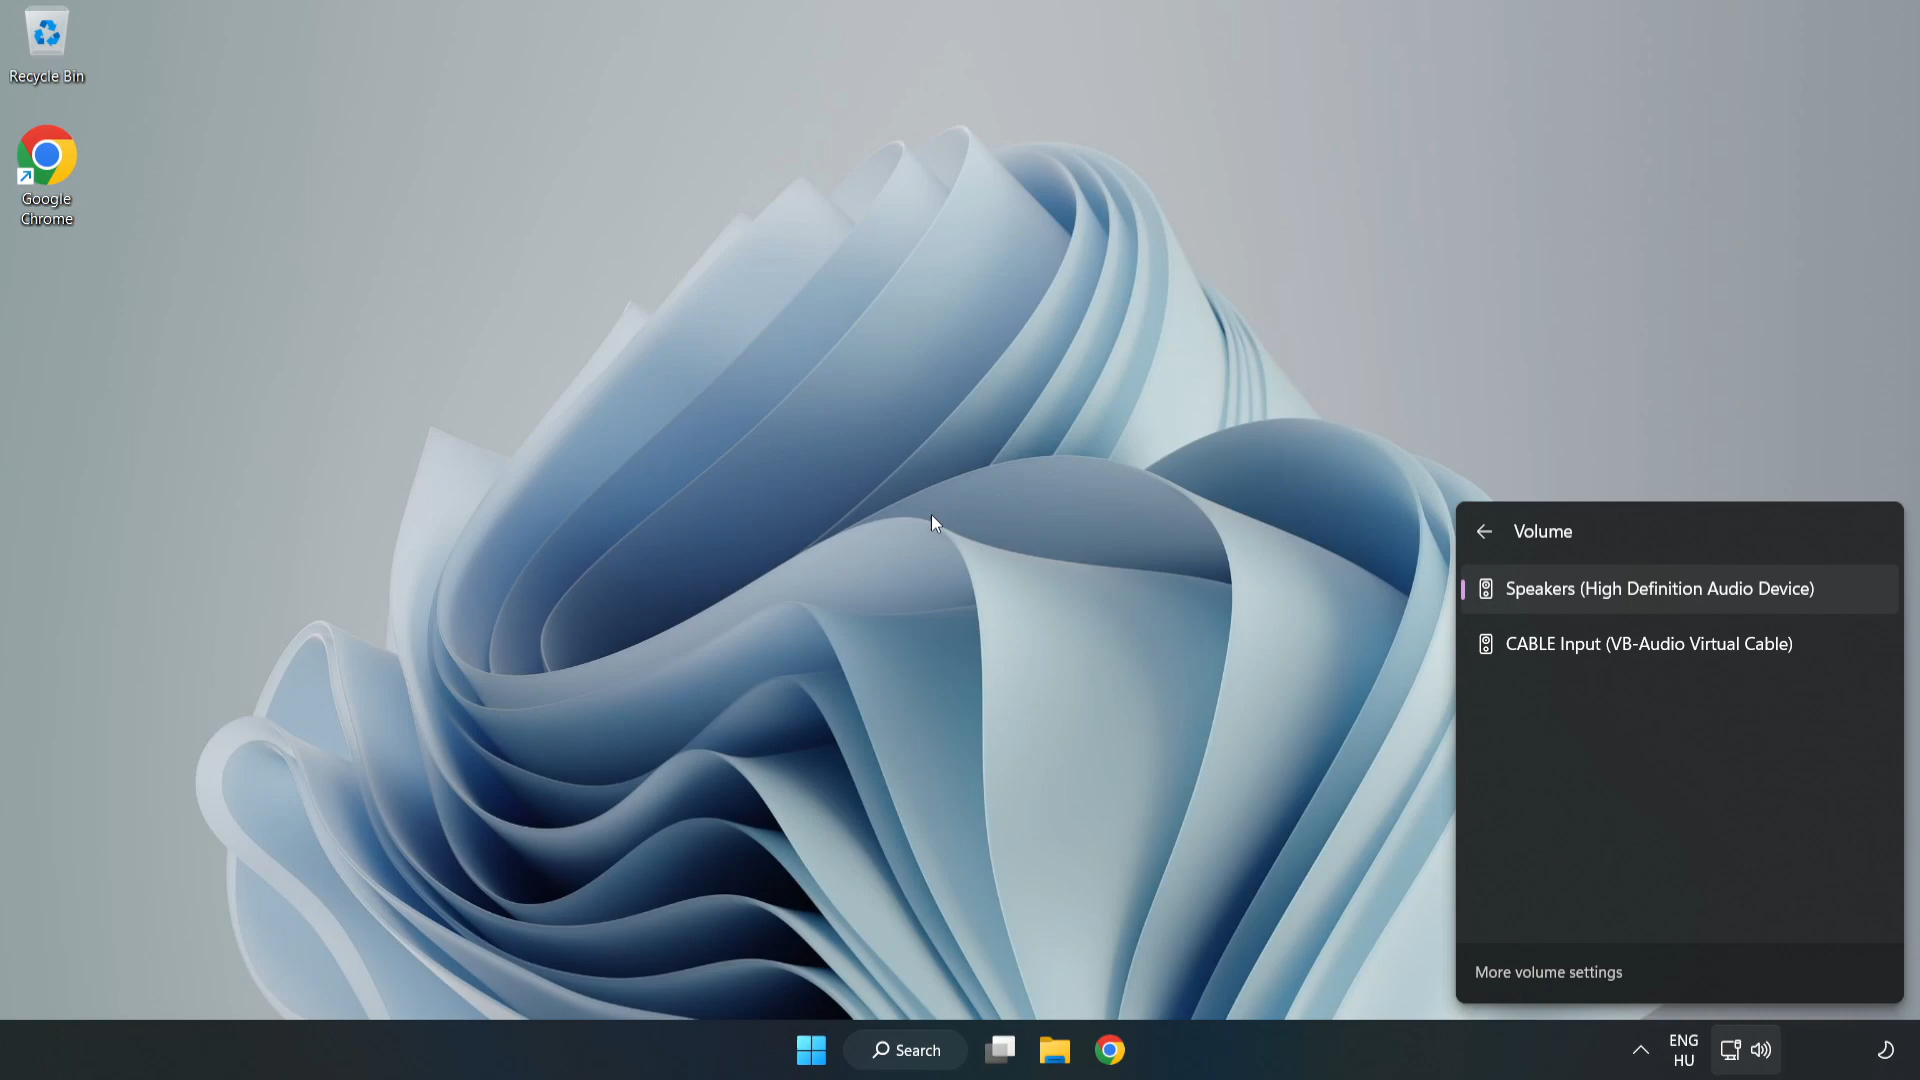 Recycle Bin
Google
Chrome
Volume
Speakers (High Definition Audio Device)
CABLE Input (VB-Audio Virtual Cable)
More volume settings
Search
ENG
HU